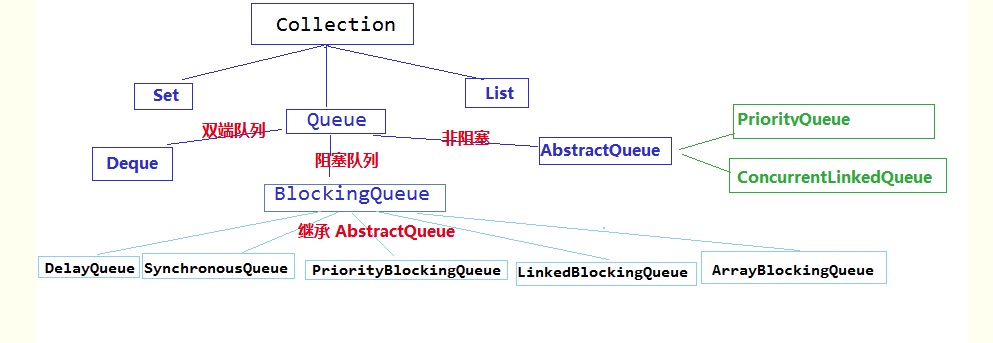 Collection
Set
List
Queue
双端队列
非阻塞
PriorityQueue
Deque
阻塞队列
AbstractQueue
ConcurrentLinkedQueue
BlockingQueue
继承 AbstractQueue
DelayQueue
SynchronousQueue
PriorityBlockingQueue
LinkedBlockingQueue
ArrayBlockingQueue